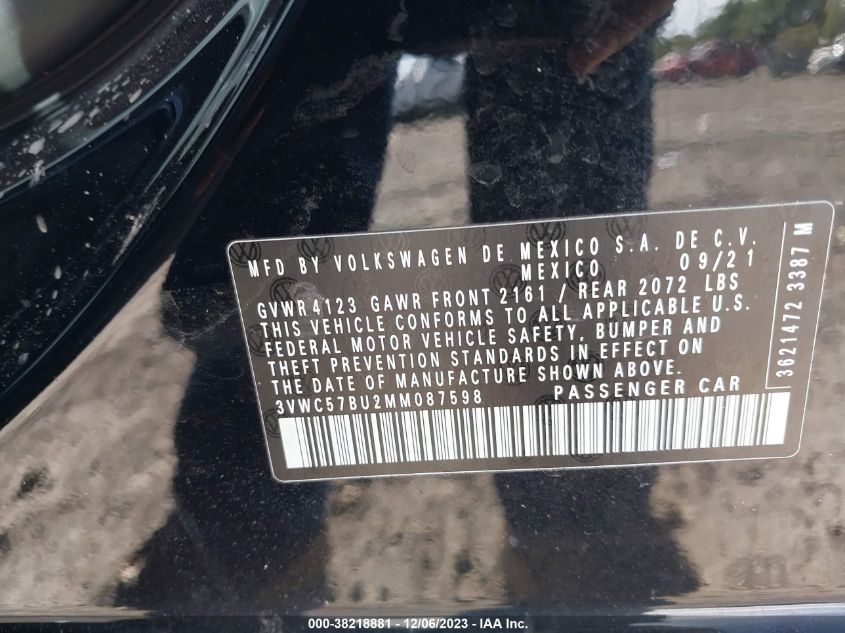 MFD BY VOLKSWAGEN DE MEXICO S.A. DE C.V.
MEXICO 09/21
GVWR 4123 GAWR FRONT 2161 / REAR 2072 LBS
THIS VEHICLE CONFORMS TO ALL APPLICABLE U.S.
FEDERAL MOTOR VEHICLE SAFETY, BUMPER AND
THEFT PREVENTION STANDARDS IN EFFECT ON
THE DATE OF MANUFACTURE SHOWN ABOVE.
3VWC57BU2MM087598 PASSENGER CAR
3621472 3387 M
000-38218881 - 12/06/2023 - IAA Inc.